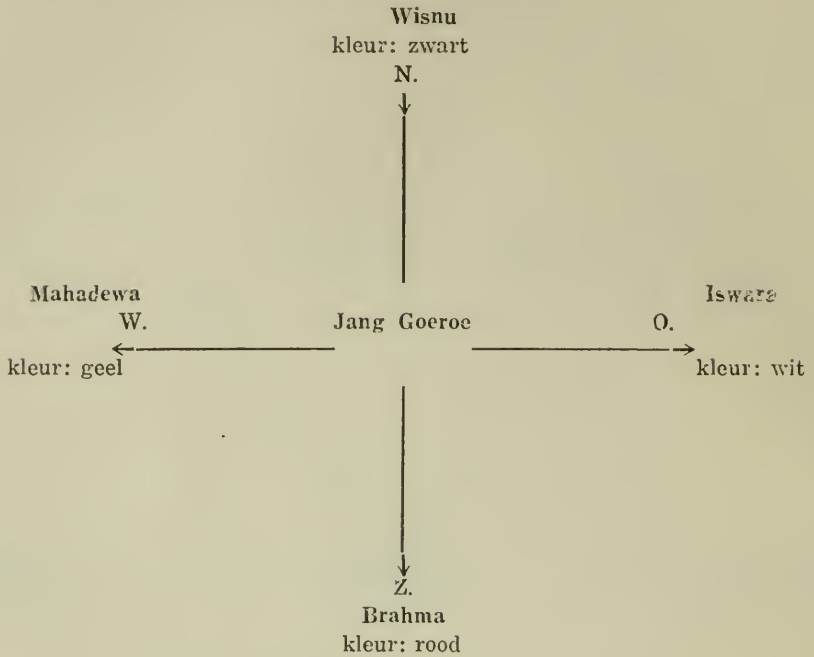 Wisnu
kleur: zwart
N.
Mahadewa
W.
kleur: geel
Jang Goeroe
Iswara
O.
kleur: wit
Z.
Brahma
kleur: rood